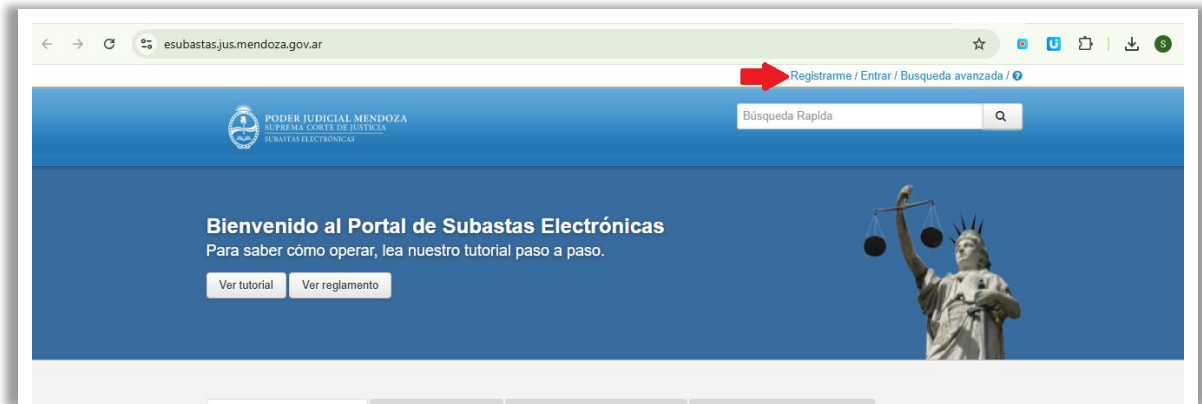 esubastas.jus.mendoza.gov.ar
S
Registrarme / Entrar / Busqueda avanzada / ?
PODER JUDICIAL MENDOZA
SUPREMA CORTE DE JUSTICIA
SUBASTAS ELECTRÓNICAS
Búsqueda Rapida
Bienvenido al Portal de Subastas Electrónicas
Para saber cómo operar, lea nuestro tutorial paso a paso.
Ver tutorial Ver reglamento